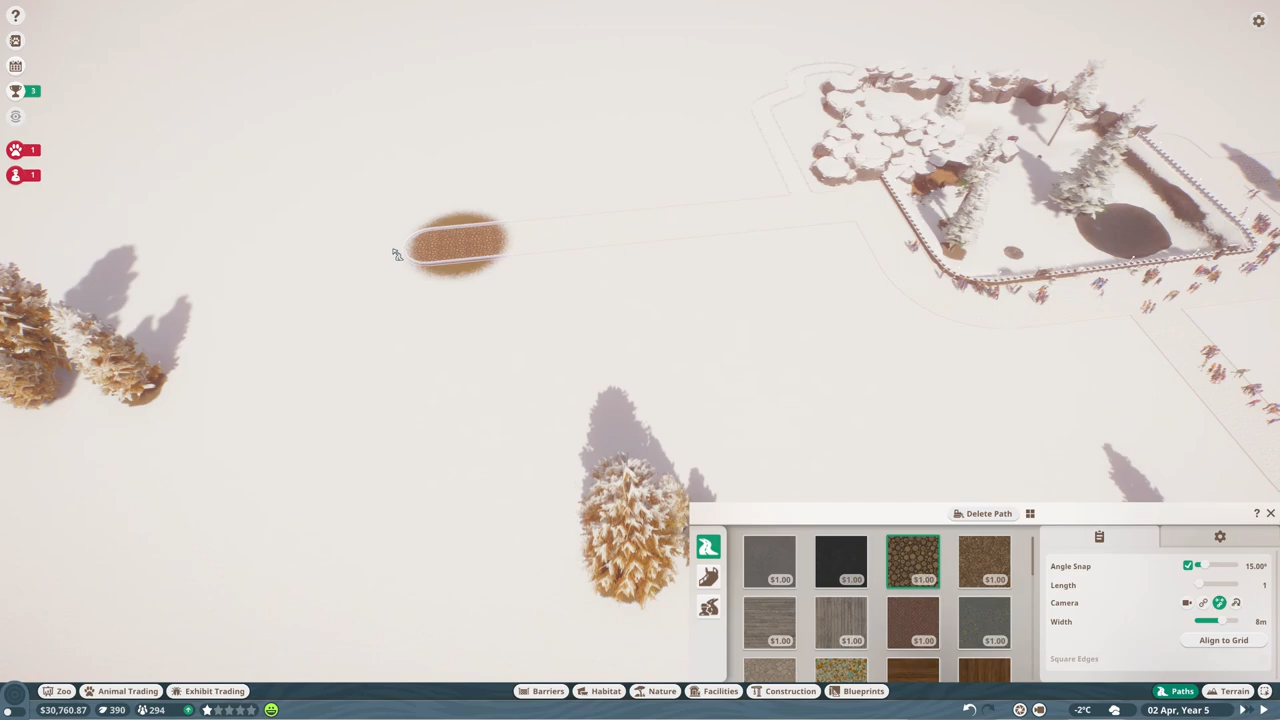 ?
3
1
1
Delete Path
?
$1.00 $1.00 $1.00 $1.00
$1.00 $1.00 $1.00 $1.00
Angle Snap 15.00°
Length 1
Camera
Width 8m
Align to Grid
Square Edges
Zoo Animal Trading Exhibit Trading Barriers Habitat Nature Facilities Construction Blueprints Paths Terrain
$30,760.87 390 294 -2°C 02 Apr, Year 5